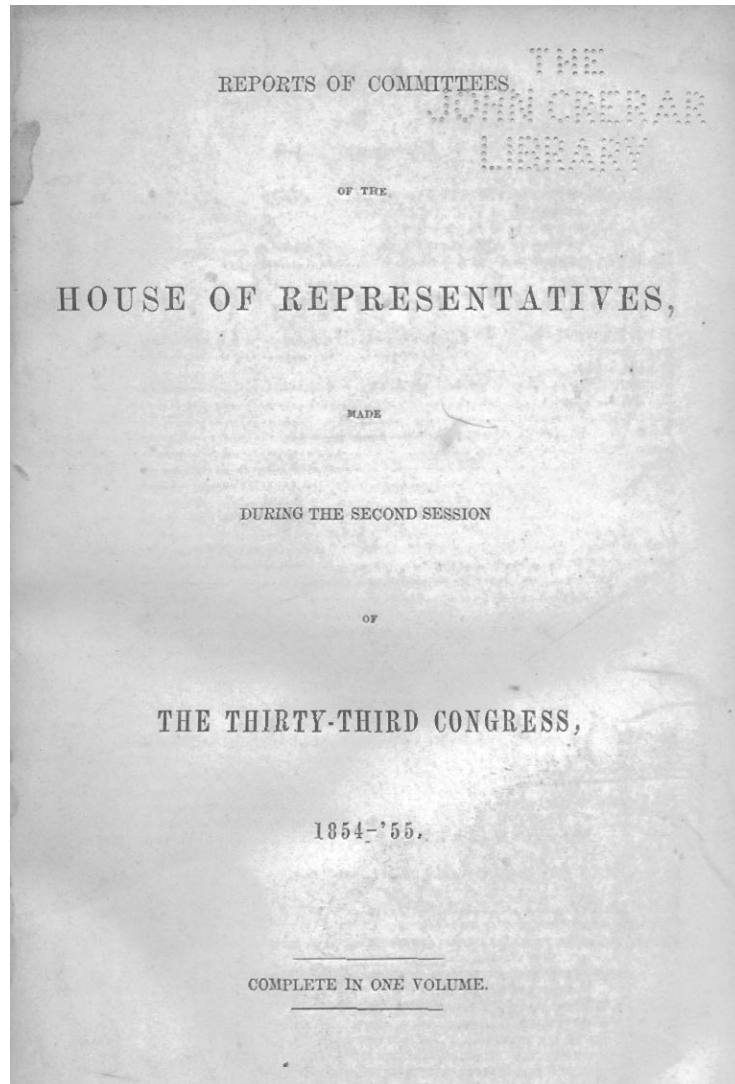 THE
JOHN CRERAR
LIBRARY
REPORTS OF COMMITTEES
OF THE
HOUSE OF REPRESENTATIVES,
MADE
DURING THE SECOND SESSION
OF
THE THIRTY-THIRD CONGRESS,
1854-'55.
COMPLETE IN ONE VOLUME.